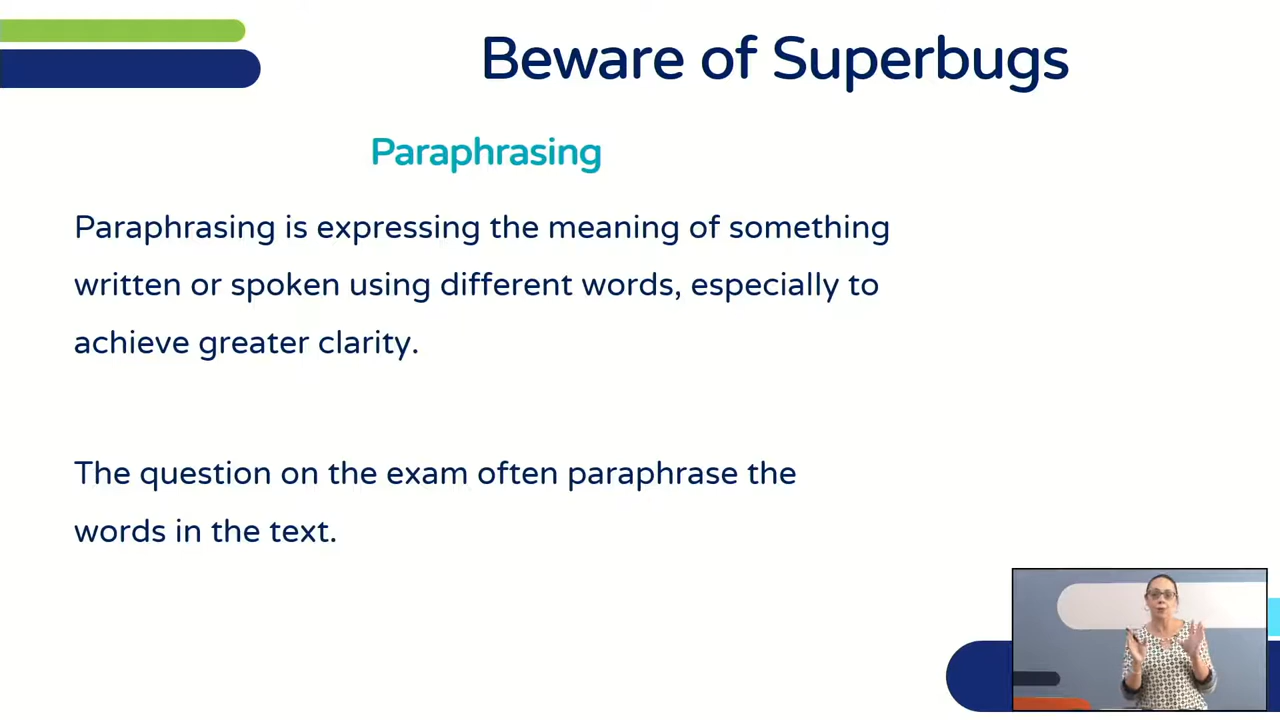 Beware of Superbugs
Paraphrasing
Paraphrasing is expressing the meaning of something
written or spoken using different words, especially to
achieve greater clarity.
The question on the exam often paraphrase the
words in the text.